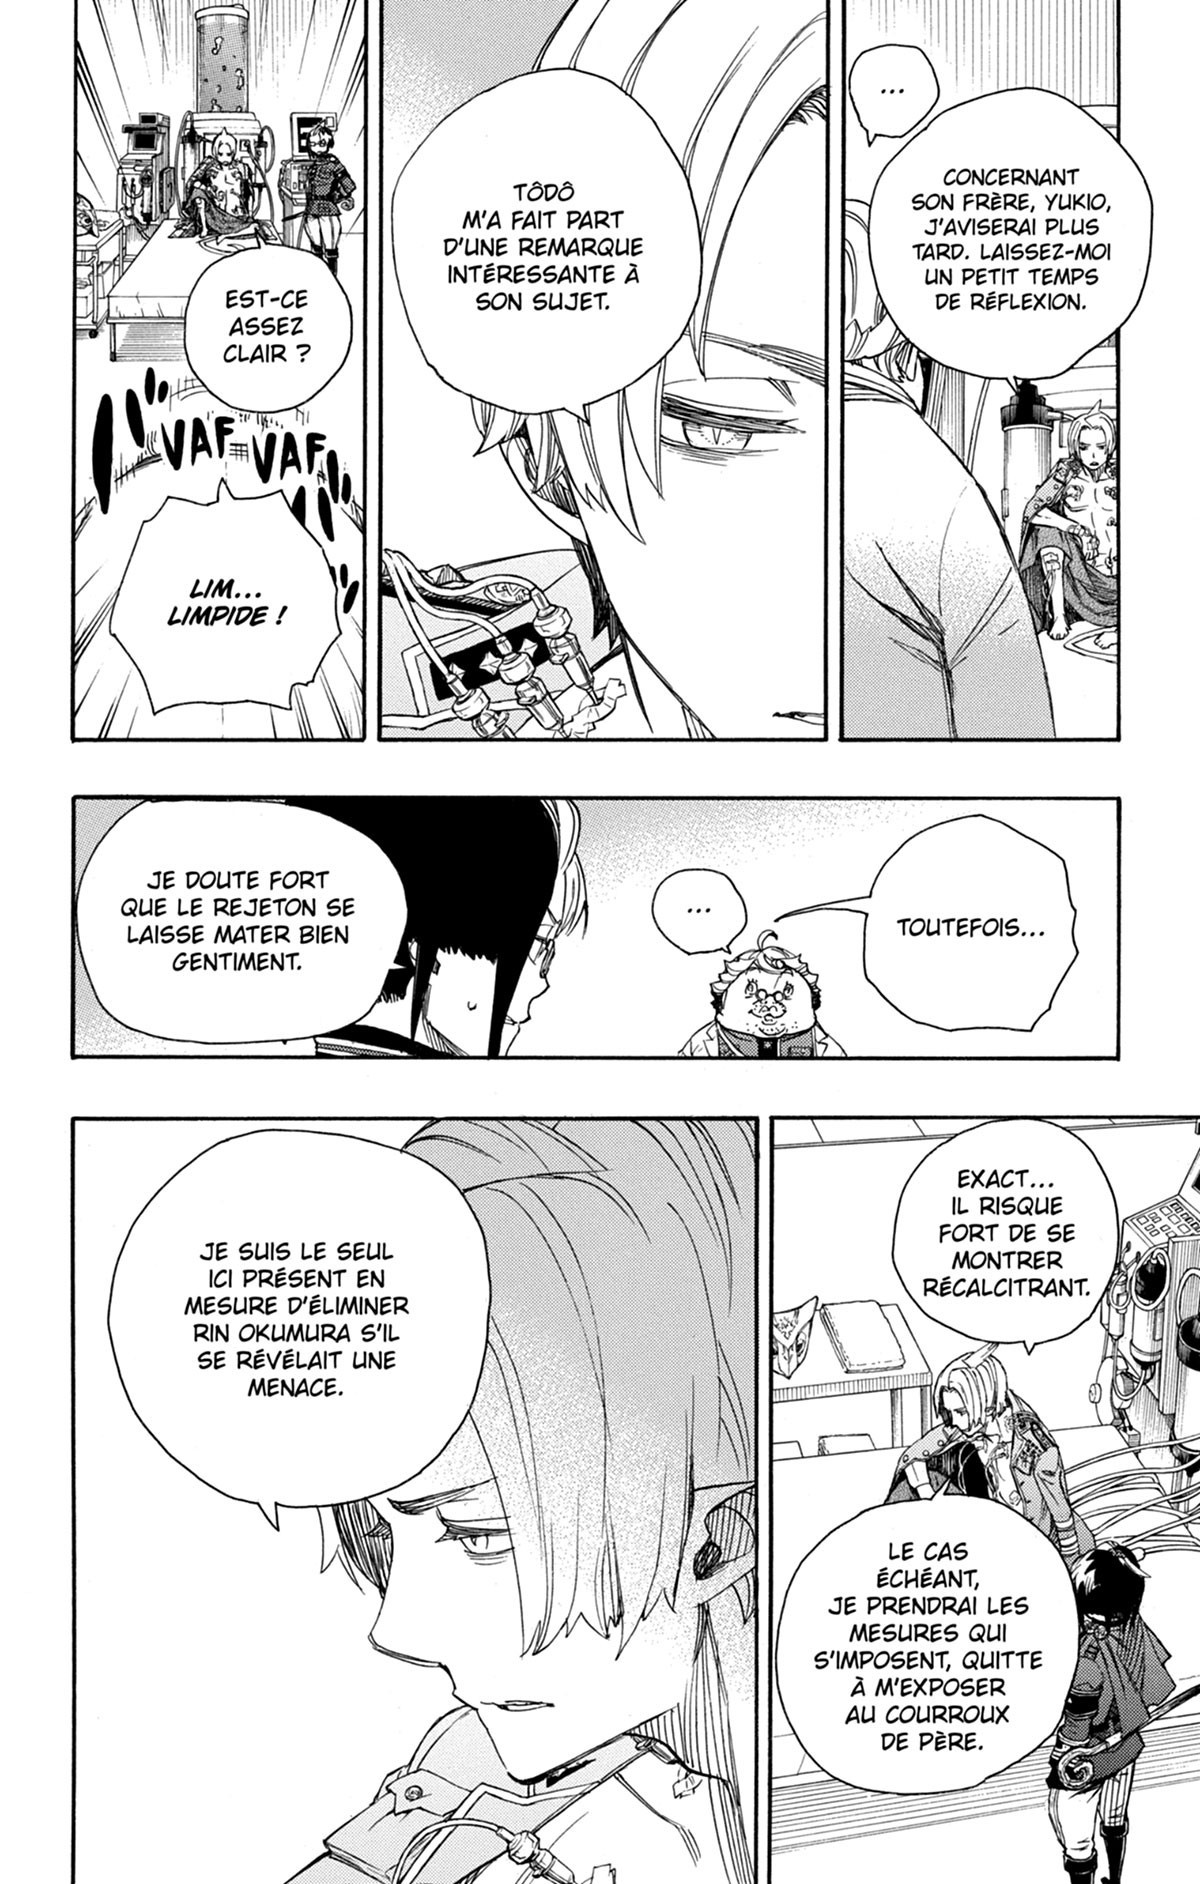 ...
CONCERNANT
SON FRÈRE, YUKIO,
J'AVISERAI PLUS
TARD. LAISSEZ-MOI
UN PETIT TEMPS
DE RÉFLEXION.
TÔDÔ
M'A FAIT PART
D'UNE REMARQUE
INTÉRESSANTE À
SON SUJET.
EST-CE
ASSEZ
CLAIR ?
VAF VAF
LIM...
LIMPIDE !
TOUTEFOIS...
...
JE DOUTE FORT
QUE LE REJETON SE
LAISSE MATER BIEN
GENTIMENT.
EXACT...
IL RISQUE
FORT DE SE
MONTRER
RÉCALCITRANT.
LE CAS
ÉCHÉANT,
JE PRENDRAI LES
MESURES QUI
S'IMPOSENT, QUITTE
À M'EXPOSER
AU COURROUX
DE PÈRE.
JE SUIS LE SEUL
ICI PRÉSENT EN
MESURE D'ÉLIMINER
RIN OKUMURA S'IL
SE RÉVÉLAIT UNE
MENACE.